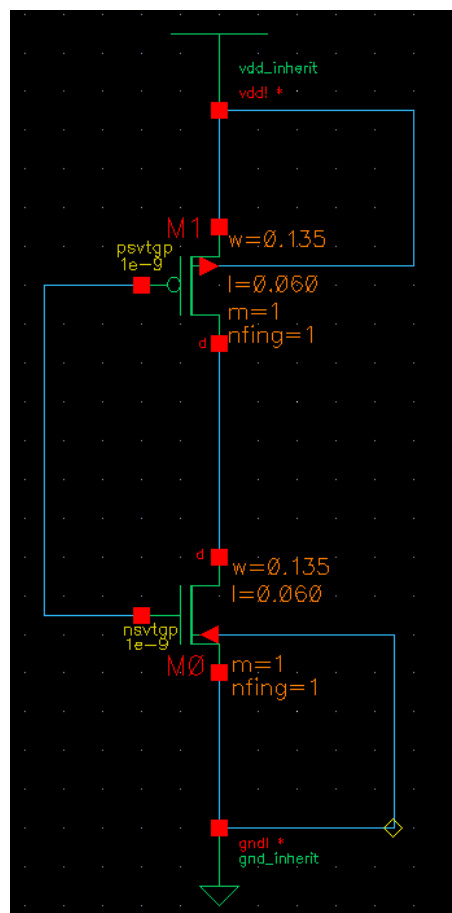 vdd_inherit
vdd! *
M1
w=0.135
psvtgp
1e-9
l=0.060
m=1
d
nfing=1
d
w=0.135
l=0.060
nsvtgp
1e-9
M0
m=1
nfing=1
gnd! *
gnd_inherit